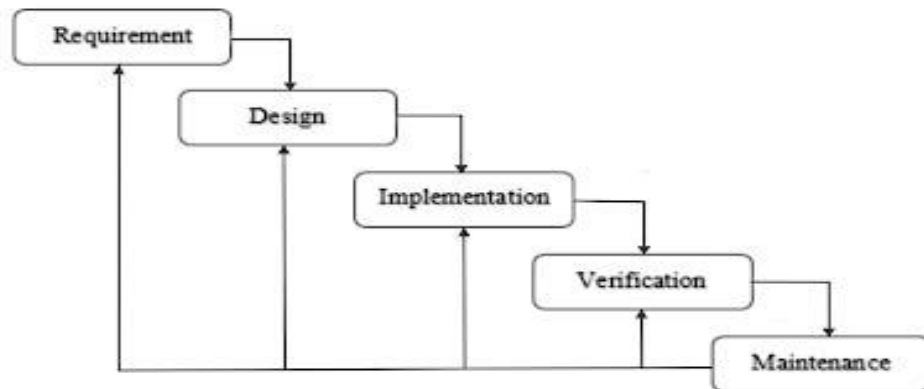 Requirement
Design
Implementation
Verification
Maintenance